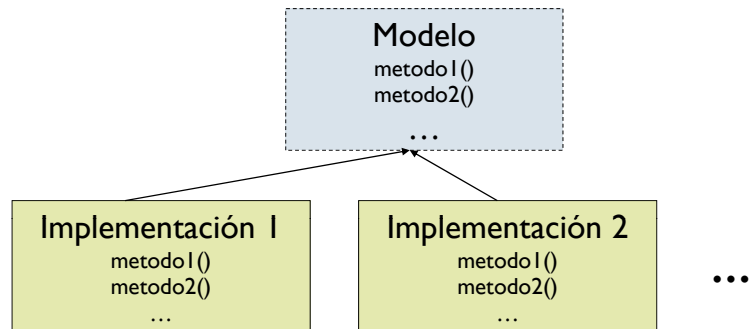 Modelo
metodo1()
metodo2()
…
Implementación 1
metodo1()
metodo2()
…
Implementación 2
metodo1()
metodo2()
…
…